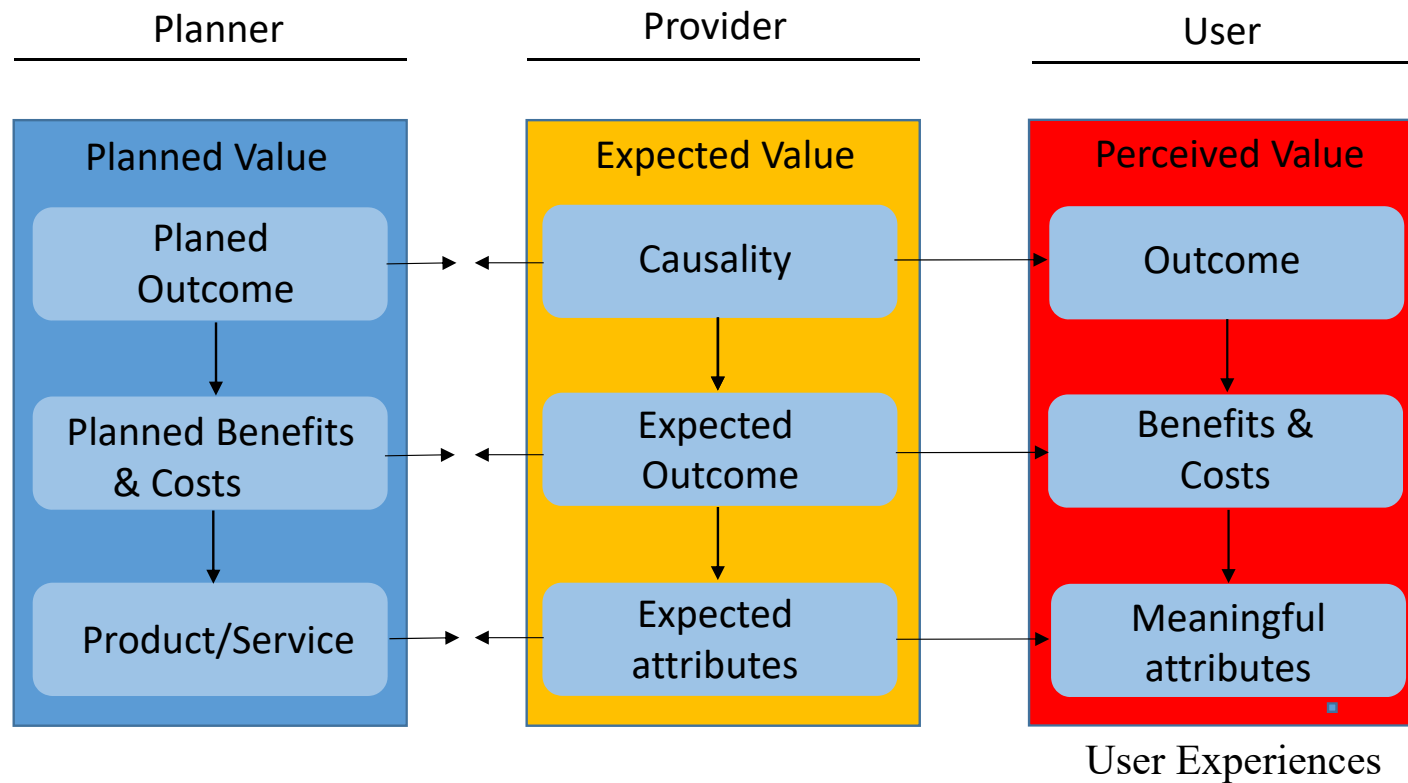 Planner
Provider
User
Planned Value
Planed
Outcome
Planned Benefits
& Costs
Product/Service
Expected Value
Causality
Expected
Outcome
Expected
attributes
Perceived Value
Outcome
Benefits &
Costs
Meaningful
attributes
User Experiences